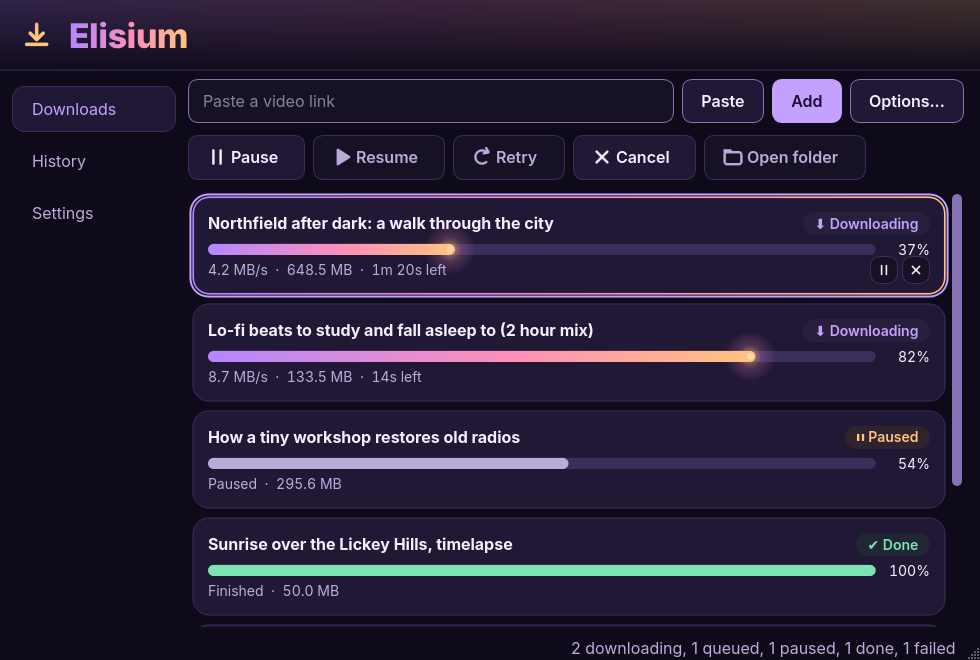 Elisium
Downloads
History
Settings
Paste a video link
Paste
Add
Options...
Pause
Resume
Retry
Cancel
Open folder
Northfield after dark: a walk through the city
Downloading
37%
4.2 MB/s · 648.5 MB · 1m 20s left
Lo-fi beats to study and fall asleep to (2 hour mix)
Downloading
82%
8.7 MB/s · 133.5 MB · 14s left
How a tiny workshop restores old radios
Paused
54%
Paused · 295.6 MB
Sunrise over the Lickey Hills, timelapse
Done
100%
Finished · 50.0 MB
2 downloading, 1 queued, 1 paused, 1 done, 1 failed